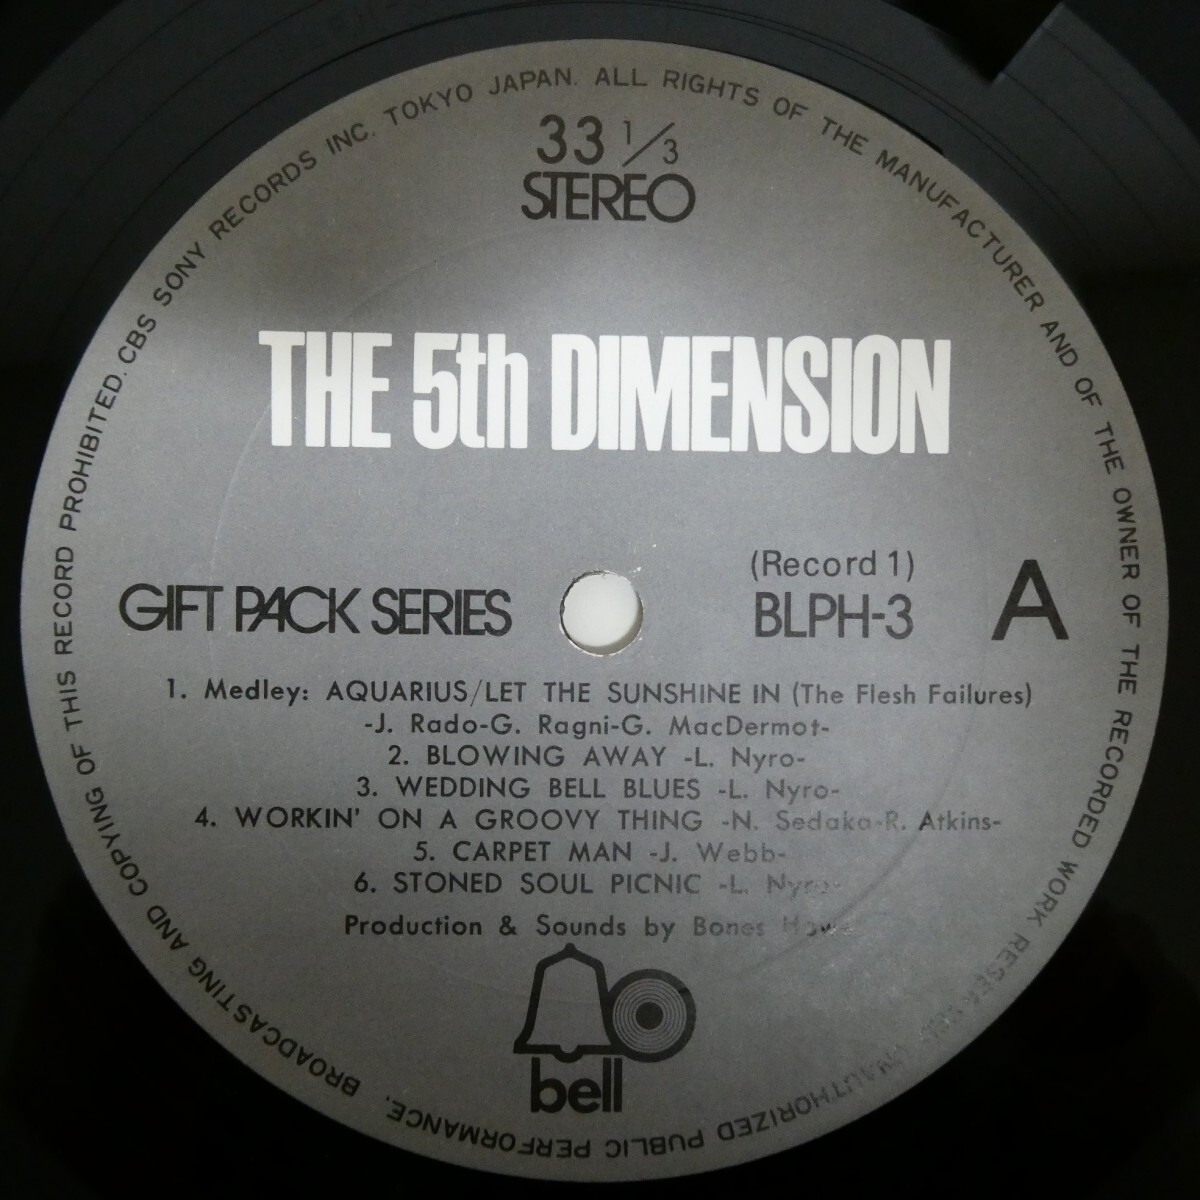 33 1/3
STEREO
THE 5th DIMENSION
GIFT PACK SERIES
(Record 1)
BLPH-3
A
1. Medley: AQUARIUS/LET THE SUNSHINE IN (The Flesh Failures)
-J. Rado-G. Ragni-G. MacDermot-
2. BLOWING AWAY -L. Nyro-
3. WEDDING BELL BLUES -L. Nyro-
4. WORKIN' ON A GROOVY THING -N. Sedaka-R. Atkins-
5. CARPET MAN -J. Webb-
6. STONED SOUL PICNIC -L. Nyro-
Production & Sounds by Bones Howe
bell
CBS SONY RECORDS INC. TOKYO JAPAN. ALL RIGHTS OF THE MANUFACTURER AND OF THE OWNER OF THE RECORDED WORK RESERVED. UNAUTHORIZED PUBLIC PERFORMANCE, BROADCASTING AND COPYING OF THIS RECORD PROHIBITED.